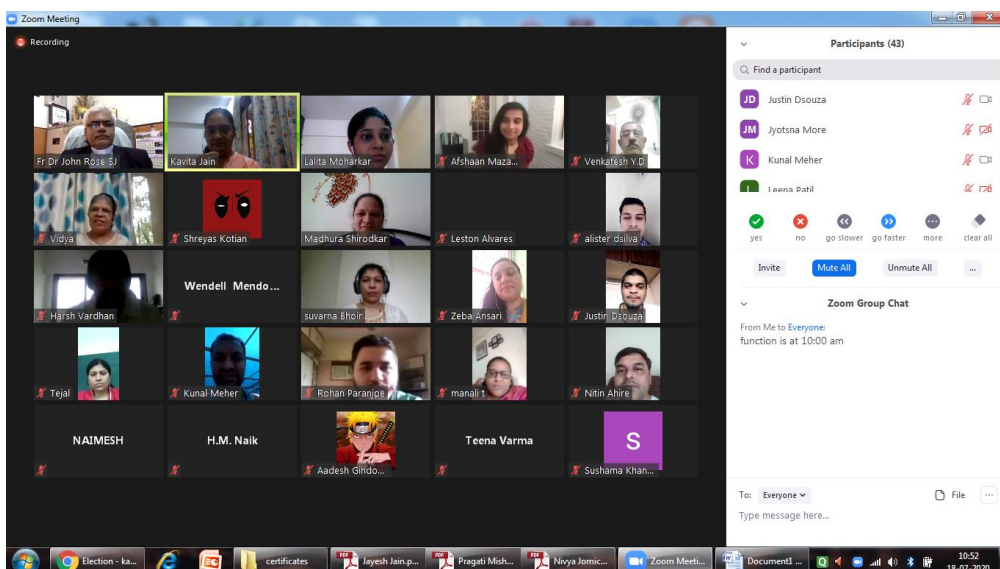 Zoom Meeting
Recording
Fr Dr John Rose SJ
Kavita Jain
Lalita Moharkar
Afshaan Maza...
Venkatesh Y.D
Vidya
Shreyas Kotian
Madhura Shirodkar
Leston Alvares
alister dsilva
Harsh Vardhan
Wendell Mendo...
suvarna Bhoir
Zeba Ansari
Justin Dsouza
Tejal
Kunal Meher
Rohan Paranjpe
manali t
Nitin Ahire
NAIMESH
H.M. Naik
Aadesh Gindo...
Teena Varma
S
Sushama Khan...
Participants (43)
Find a participant
JD Justin Dsouza
JM Jyotsna More
K Kunal Meher
L Leena Patil
yes no go slower go faster more clear all
Invite Mute All Unmute All ...
Zoom Group Chat
From Me to Everyone:
function is at 10:00 am
To: Everyone File ...
Type message here...
Election - ka... certificates Jayesh Jain.p... Pragati Mish... Nivya Jomic... Zoom Meeti... Document1 ... 10:52
18-07-2020